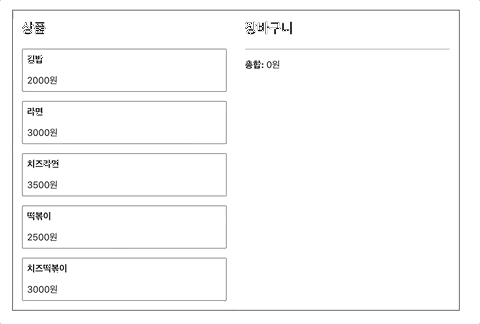 상품
김밥
2000원
라면
3000원
치즈라면
3500원
떡볶이
2500원
치즈떡볶이
3000원
장바구니
총합: 0원